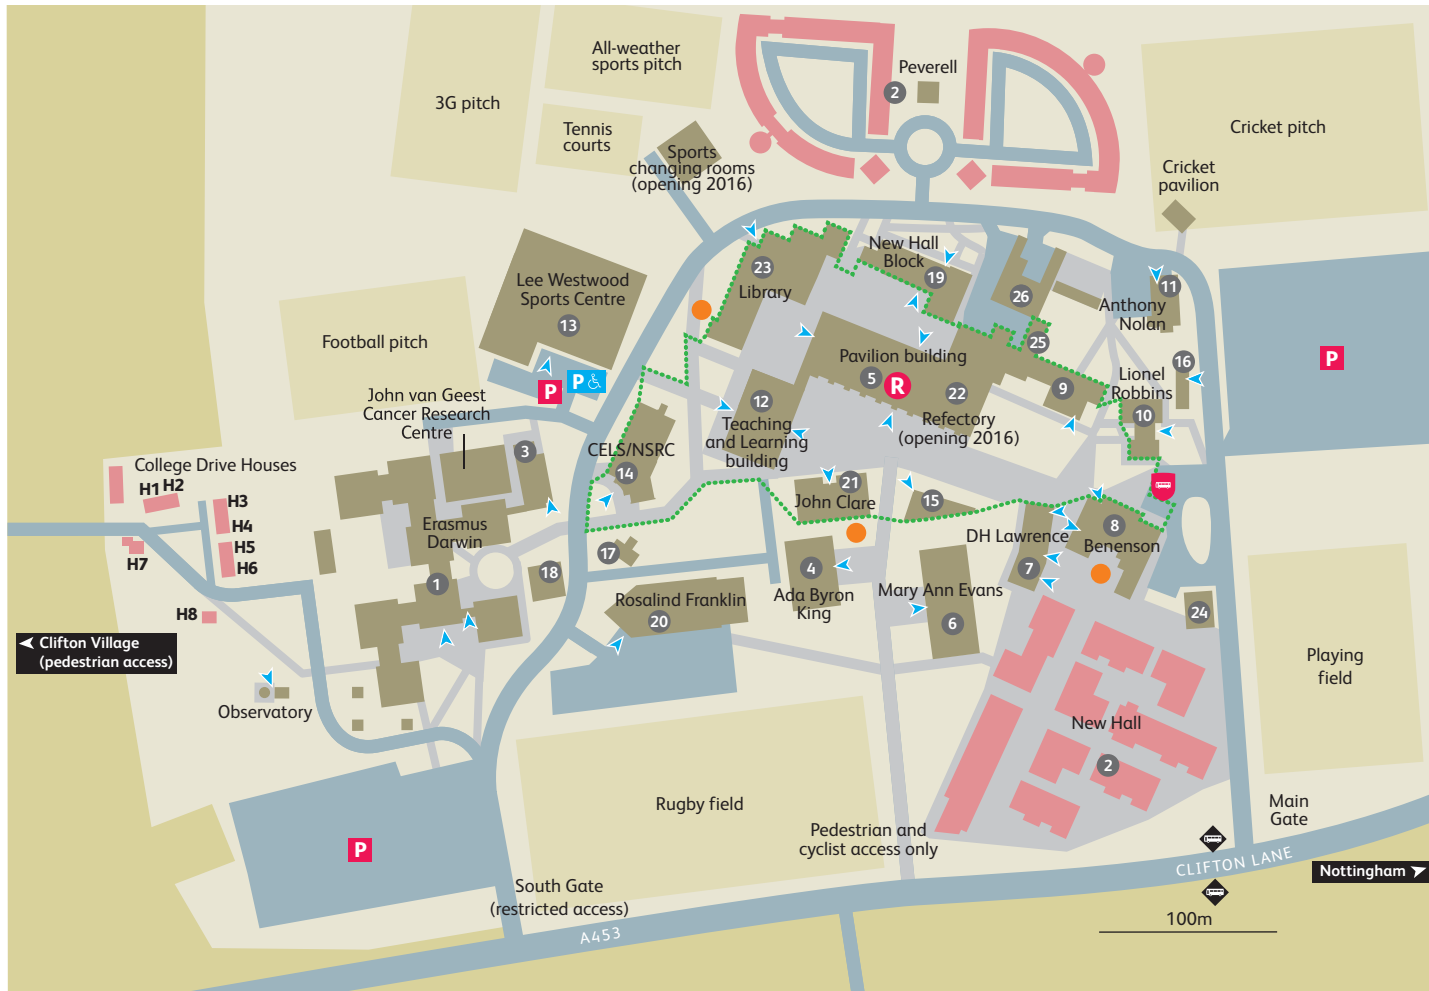 All-weather
sports pitch
3G pitch
Tennis
courts
Sports
changing rooms
(opening 2016)
Peverell
2
Cricket pitch
Cricket
pavilion
Lee Westwood
Sports Centre
13
Football pitch
P
P
23
Library
New Hall
Block
19
26
25
11
Anthony
Nolan
16
P
Pavilion building
5
R
22
Refectory
(opening 2016)
9
Lionel
Robbins
10
12
Teaching
and Learning
building
John van Geest
Cancer Research
Centre
3
CELS/NSRC
14
College Drive Houses
H1
H2
H3
H4
H5
H6
H7
H8
Erasmus
Darwin
1
18
17
21
John Clare
15
DH Lawrence
7
8
Benenson
4
Ada Byron
King
Mary Ann Evans
6
24
Rosalind Franklin
20
Clifton Village
(pedestrian access)
Observatory
Playing
field
New Hall
2
Rugby field
P
Pedestrian and
cyclist access only
Main
Gate
South Gate
(restricted access)
CLIFTON LANE
Nottingham
A453
100m